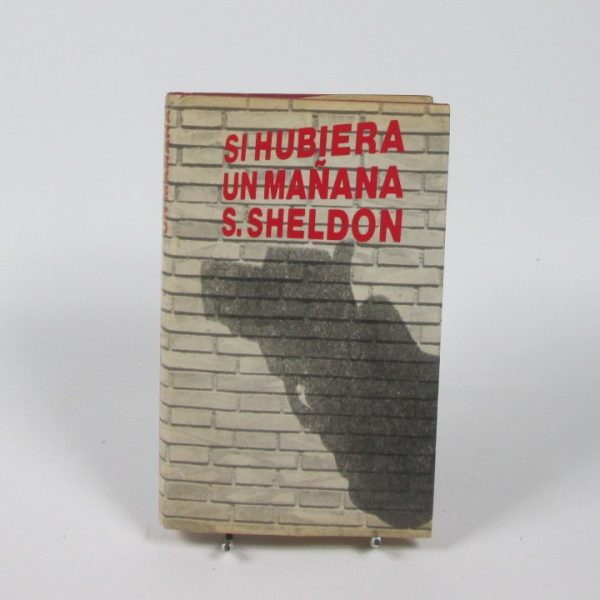 SI HUBIERA
UN MAÑANA
S. SHELDON